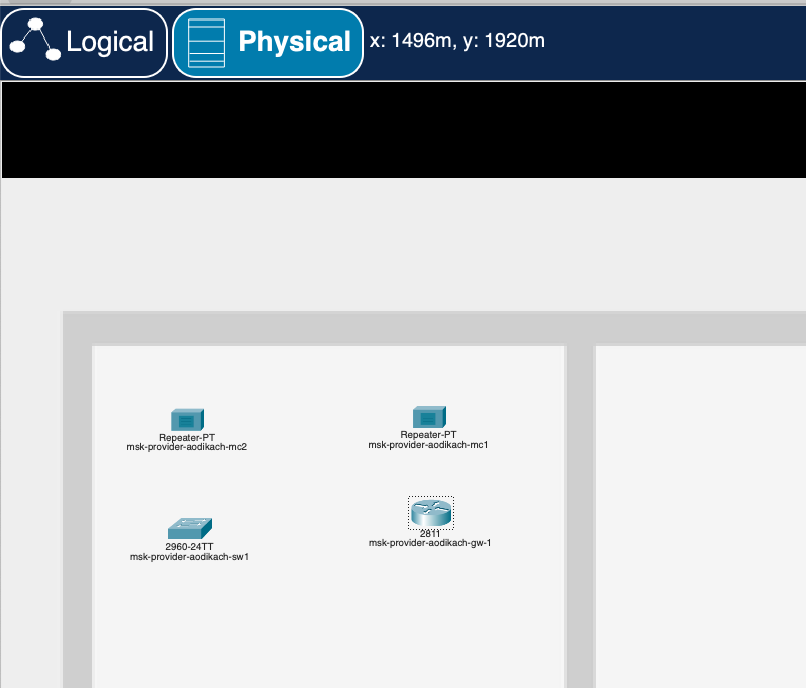 Logical
Physical
x: 1496m, y: 1920m
Repeater-PT
msk-provider-aodikach-mc2
Repeater-PT
msk-provider-aodikach-mc1
2960-24TT
msk-provider-aodikach-sw1
2811
msk-provider-aodikach-gw-1